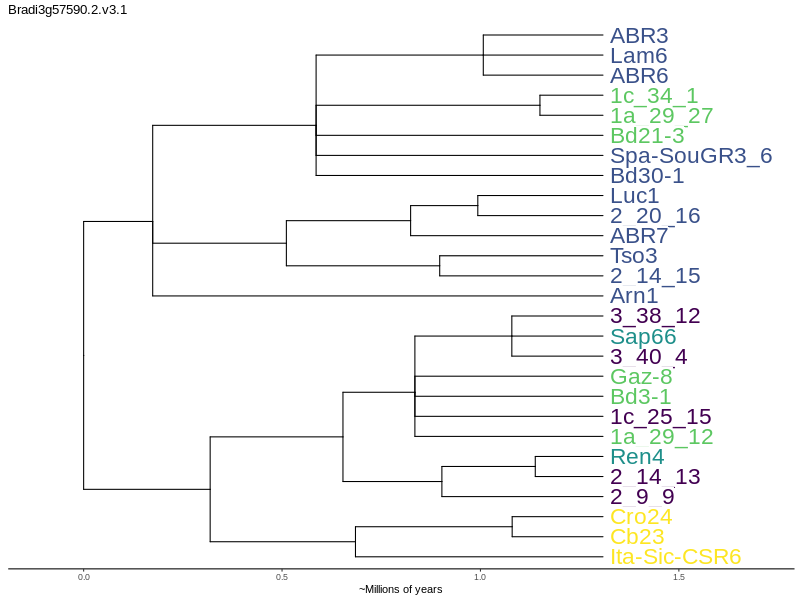 Bradi3g57590.2.v3.1
ABR3
Lam6
ABR6
1c_34_1
1a_29_27
Bd21-3
Spa-SouGR3_6
Bd30-1
Luc1
2_20_16
ABR7
Tso3
2_14_15
Arn1
3_38_12
Sap66
3_40_4
Gaz-8
Bd3-1
1c_25_15
1a_29_12
Ren4
2_14_13
2_9_9
Cro24
Cb23
Ita-Sic-CSR6
0.0 0.5 1.0 1.5
~Millions of years